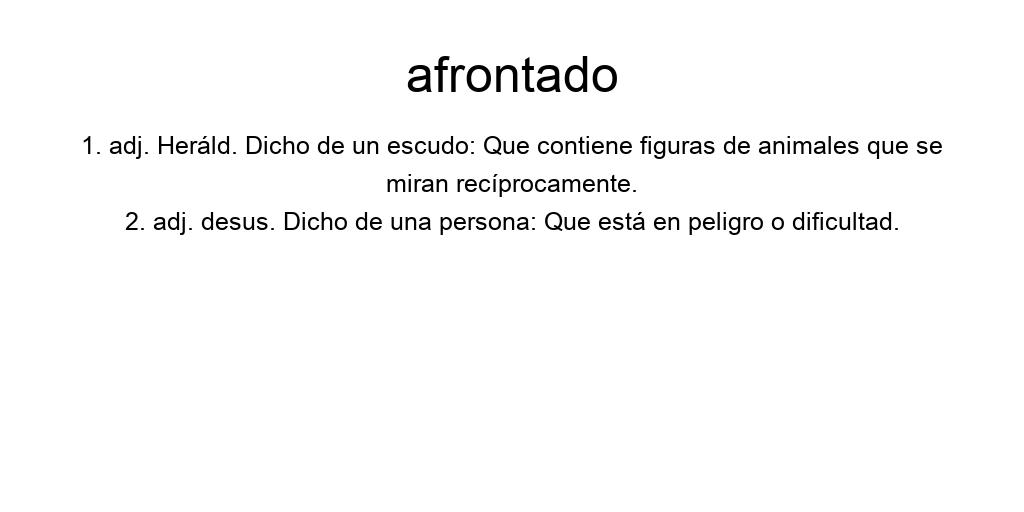 afrontado
1. adj. Heráld. Dicho de un escudo: Que contiene figuras de animales que se
miran recíprocamente.
2. adj. desus. Dicho de una persona: Que está en peligro o dificultad.